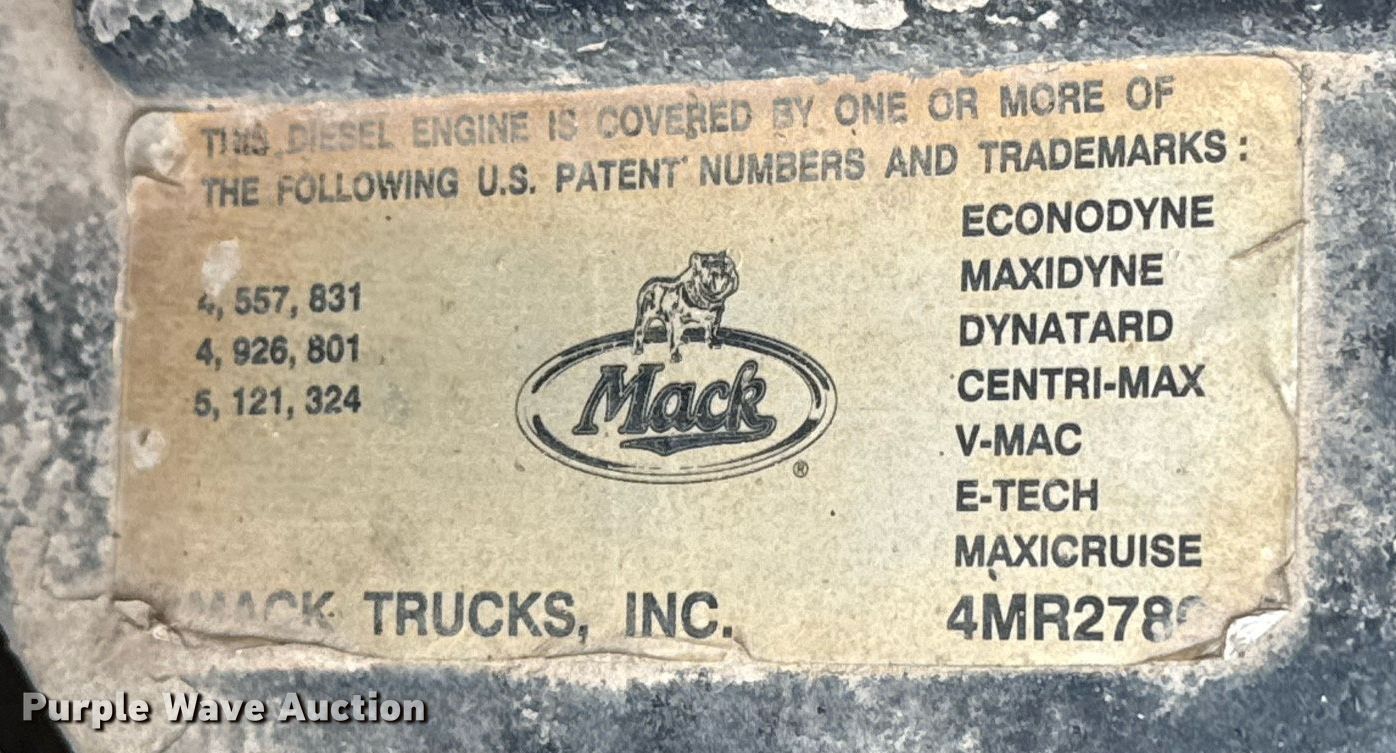 THIS DIESEL ENGINE IS COVERED BY ONE OR MORE OF
THE FOLLOWING U.S. PATENT NUMBERS AND TRADEMARKS :
4, 557, 831
4, 926, 801
5, 121, 324
Mack
®
ECONODYNE
MAXIDYNE
DYNATARD
CENTRI-MAX
V-MAC
E-TECH
MAXICRUISE
MACK TRUCKS, INC.
Purple Wave Auction